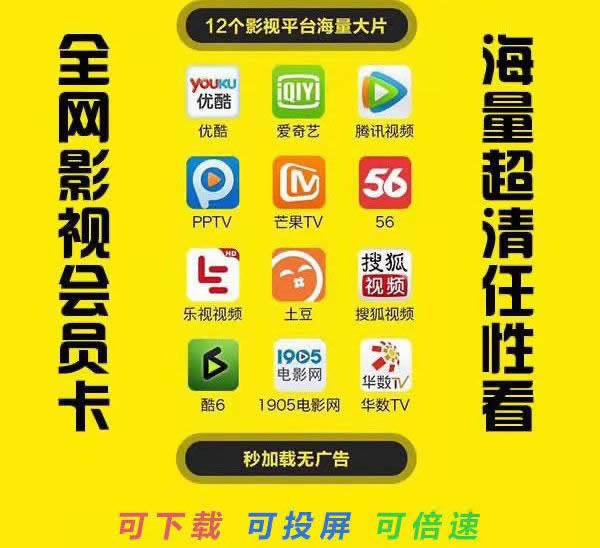 12个影视平台海量大片
全网影视会员卡
海量超清任性看
YOUKU
优酷
优酷
iQIYI
爱奇艺
腾讯视频
PPTV
芒果TV
56
56
HD
乐视视频
土豆
搜狐
视频
搜狐视频
酷6
1905
电影网
1905电影网
华数TV
华数TV
秒加载无广告
可下载 可投屏 可倍速